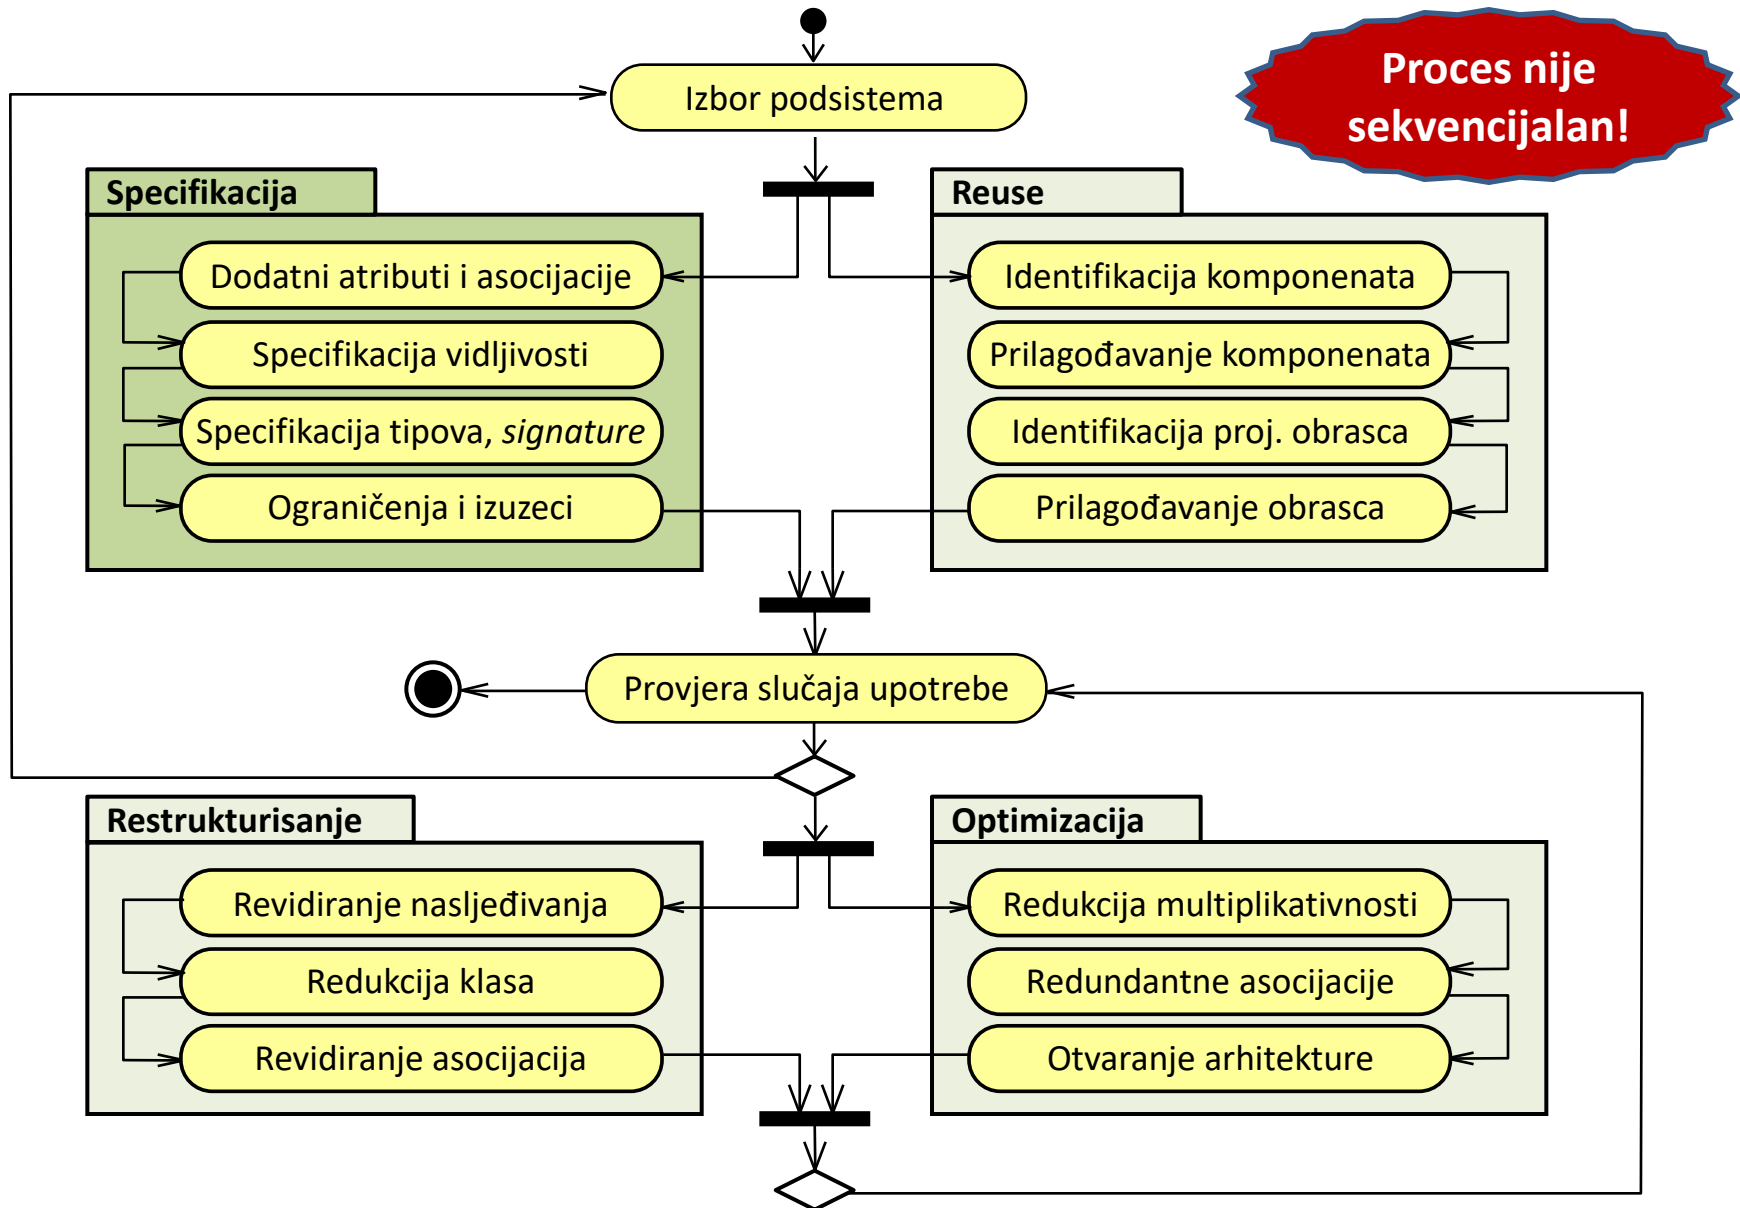 Proces nije
sekvencijalan!
Izbor podsistema
Specifikacija
Dodatni atributi i asocijacije
Specifikacija vidljivosti
Specifikacija tipova, signature
Ograničenja i izuzeci
Reuse
Identifikacija komponenata
Prilagođavanje komponenata
Identifikacija proj. obrasca
Prilagođavanje obrasca
Provjera slučaja upotrebe
Restrukturisanje
Revidiranje nasljeđivanja
Redukcija klasa
Revidiranje asocijacija
Optimizacija
Redukcija multiplikativnosti
Redundantne asocijacije
Otvaranje arhitekture